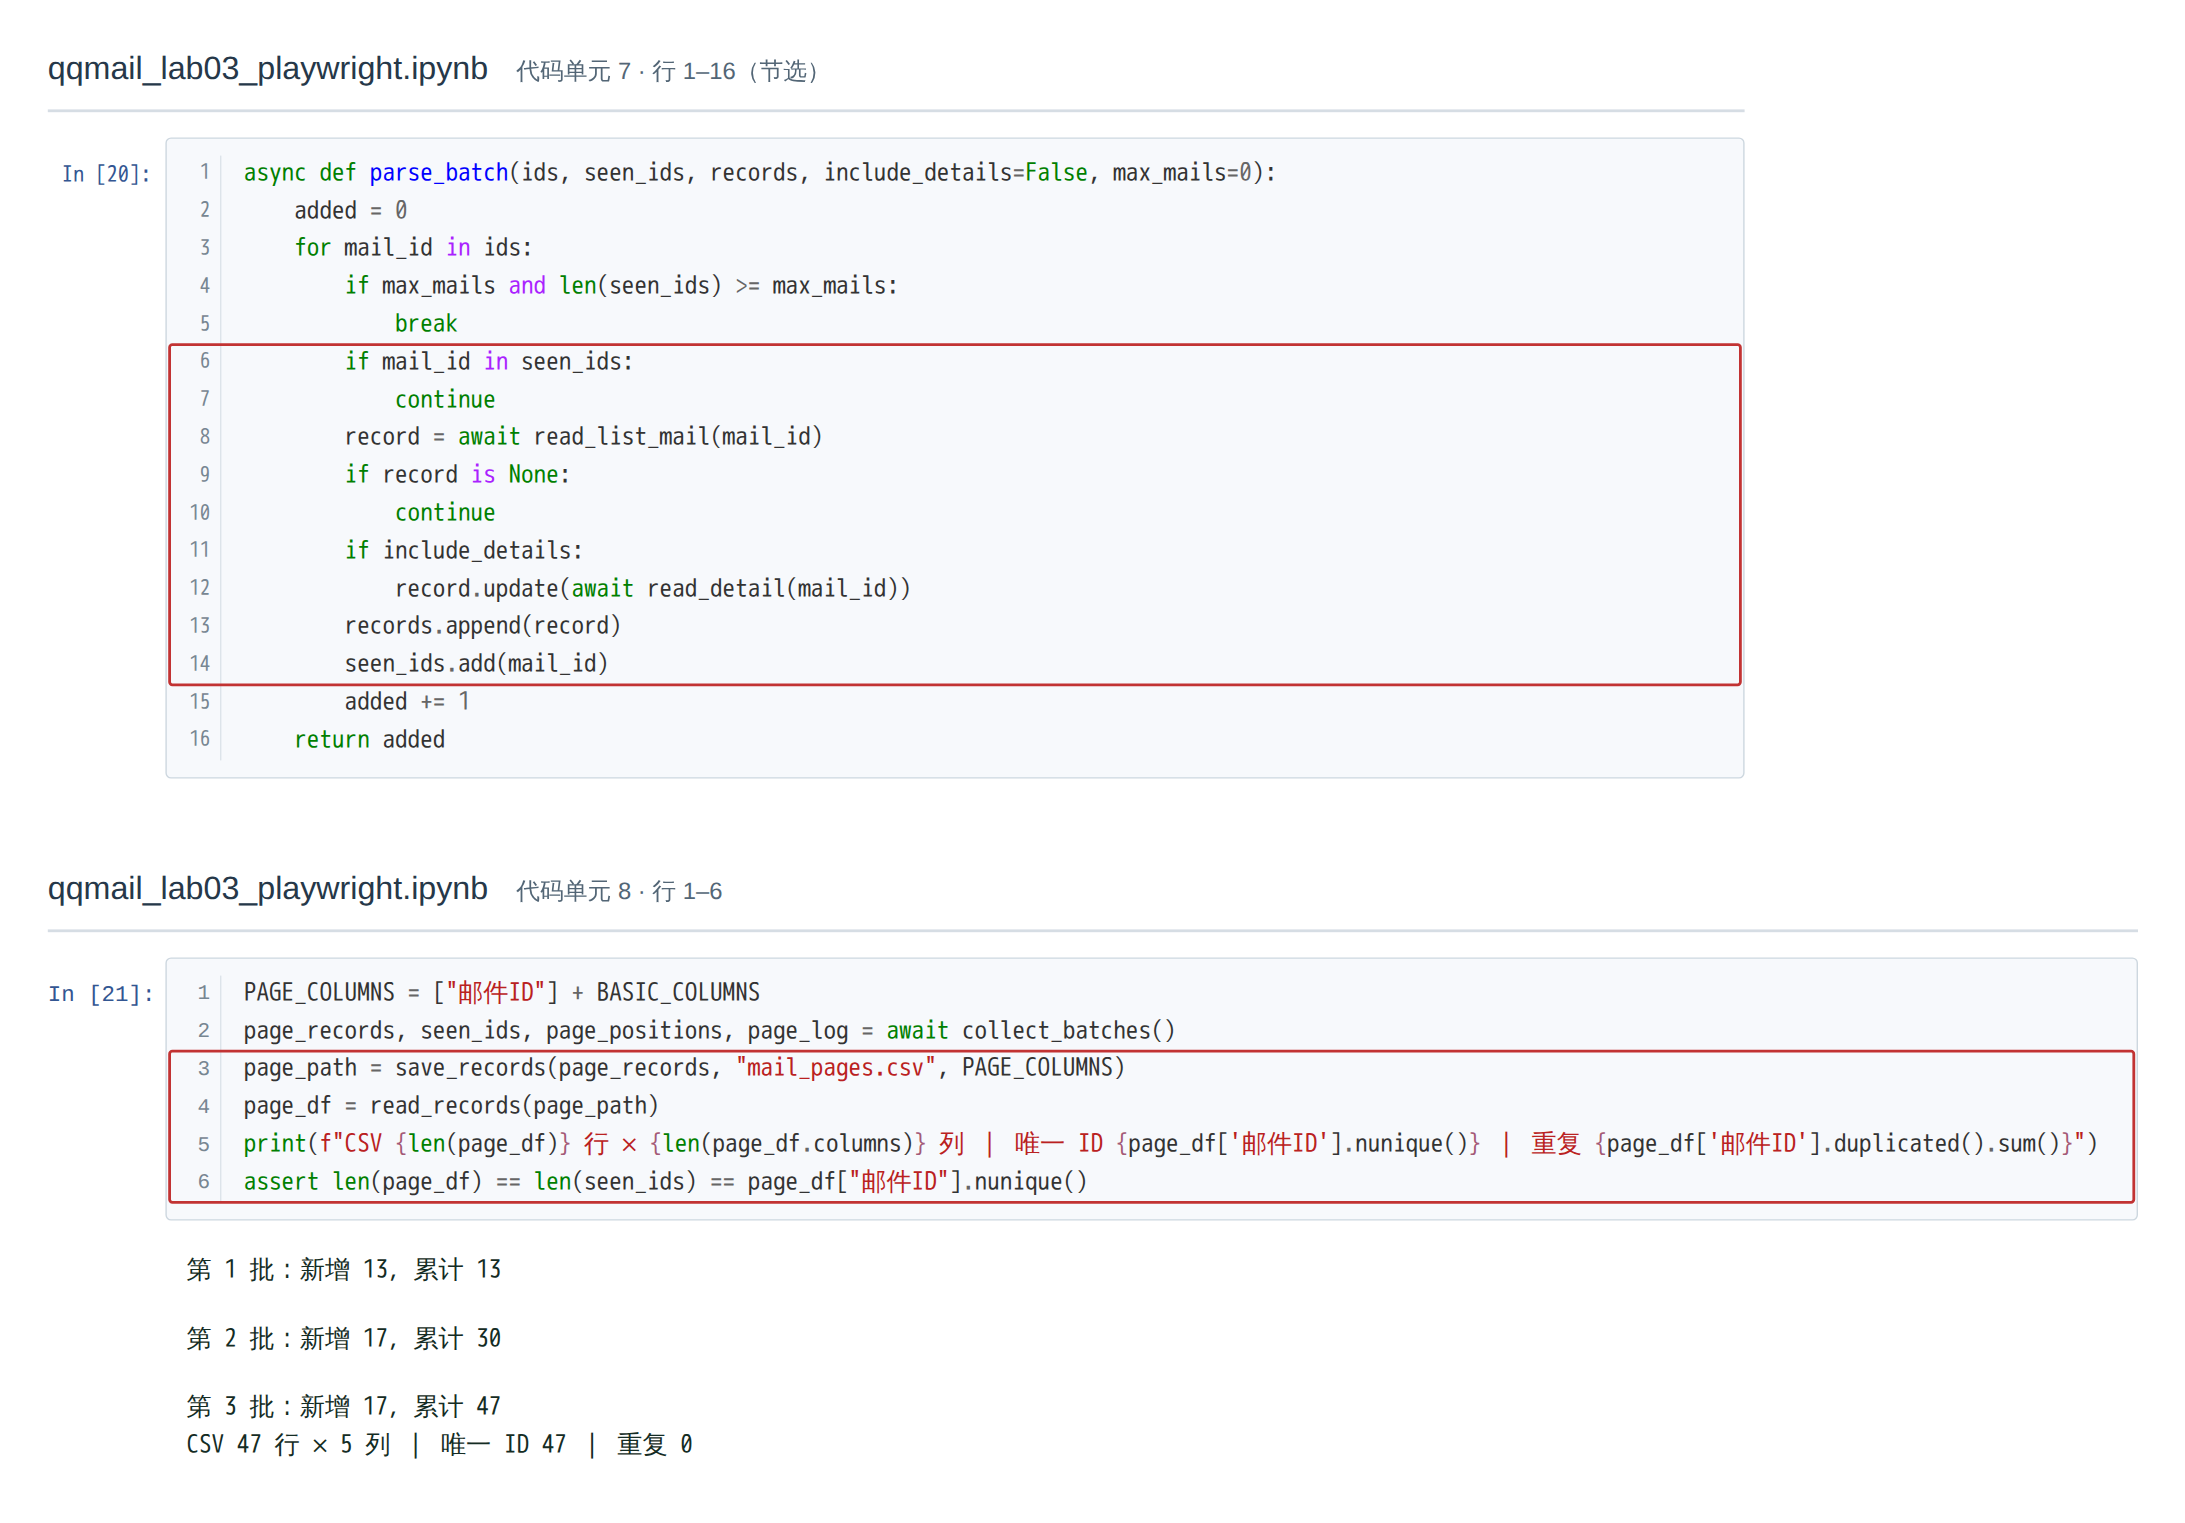 qqmail_lab03_playwright.ipynb 代码单元 7 · 行 1–16（节选）
In [20]:
1 async def parse_batch(ids, seen_ids, records, include_details=False, max_mails=0):
2     added = 0
3     for mail_id in ids:
4         if max_mails and len(seen_ids) >= max_mails:
5             break
6         if mail_id in seen_ids:
7             continue
8         record = await read_list_mail(mail_id)
9         if record is None:
10             continue
11         if include_details:
12             record.update(await read_detail(mail_id))
13         records.append(record)
14         seen_ids.add(mail_id)
15         added += 1
16     return added
qqmail_lab03_playwright.ipynb 代码单元 8 · 行 1–6
In [21]:
1 PAGE_COLUMNS = ["邮件ID"] + BASIC_COLUMNS
2 page_records, seen_ids, page_positions, page_log = await collect_batches()
3 page_path = save_records(page_records, "mail_pages.csv", PAGE_COLUMNS)
4 page_df = read_records(page_path)
5 print(f"CSV {len(page_df)} 行 × {len(page_df.columns)} 列 | 唯一 ID {page_df['邮件ID'].nunique()} | 重复 {page_df['邮件ID'].duplicated().sum()}")
6 assert len(page_df) == len(seen_ids) == page_df["邮件ID"].nunique()
第 1 批：新增 13, 累计 13
第 2 批：新增 17, 累计 30
第 3 批：新增 17, 累计 47
CSV 47 行 × 5 列 | 唯一 ID 47 | 重复 0